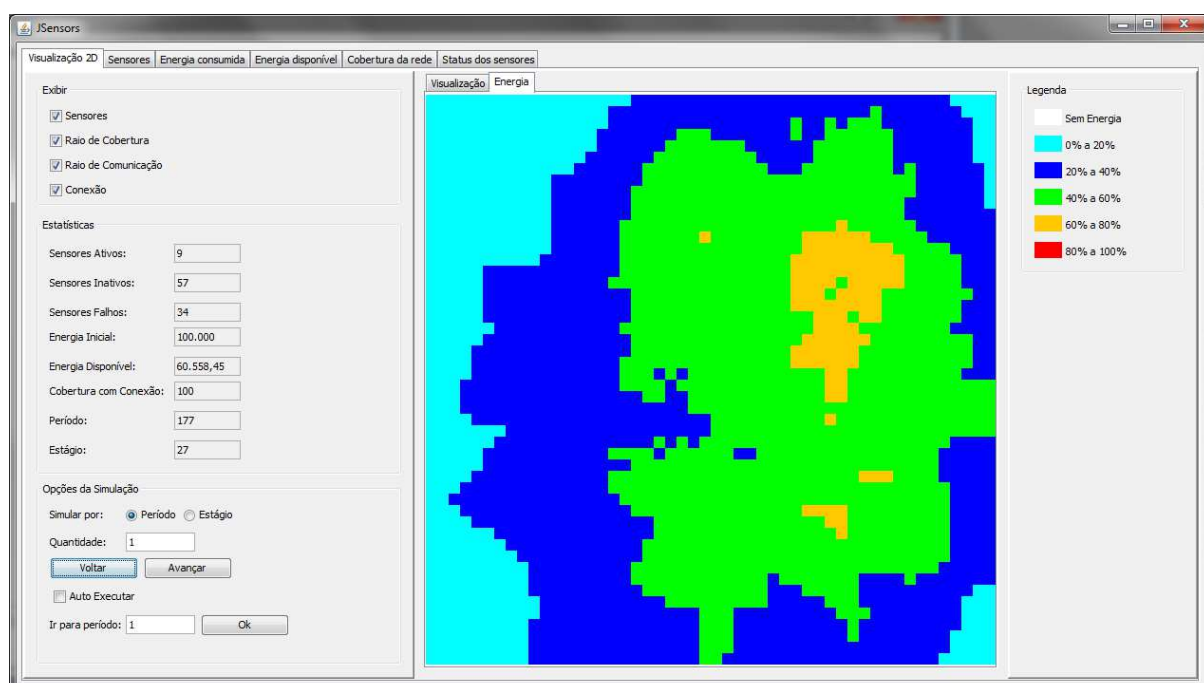 JSensors
Visualização 2D Sensores Energia consumida Energia disponível Cobertura da rede Status dos sensores
Exibir
Sensores
Raio de Cobertura
Raio de Comunicação
Conexão
Estatísticas
Sensores Ativos: 9
Sensores Inativos: 57
Sensores Falhos: 34
Energia Inicial: 100.000
Energia Disponível: 60.558,45
Cobertura com Conexão: 100
Período: 177
Estágio: 27
Opções da Simulação
Simular por: Período Estágio
Quantidade: 1
Voltar Avançar
Auto Executar
Ir para período: 1 Ok
Visualização Energia
Legenda
Sem Energia
0% a 20%
20% a 40%
40% a 60%
60% a 80%
80% a 100%